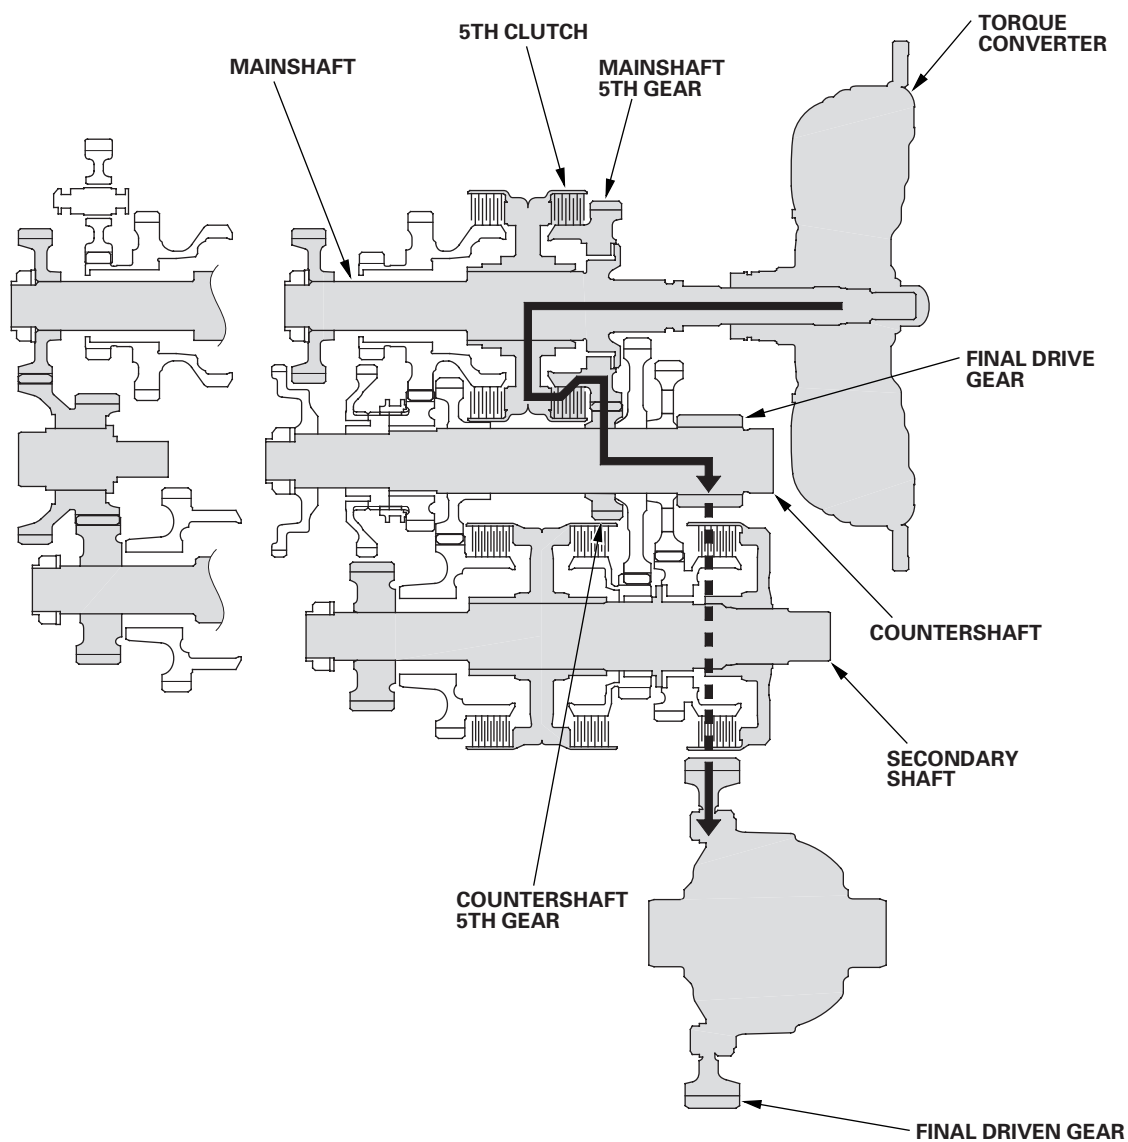 TORQUE
CONVERTER
5TH CLUTCH
MAINSHAFT
MAINSHAFT
5TH GEAR
FINAL DRIVE
GEAR
COUNTERSHAFT
SECONDARY
SHAFT
COUNTERSHAFT
5TH GEAR
FINAL DRIVEN GEAR